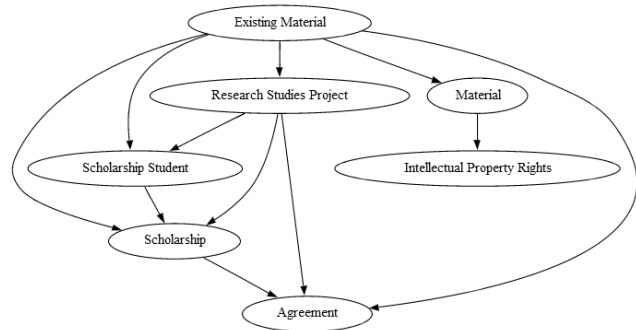 Existing Material
Research Studies Project
Material
Scholarship Student
Intellectual Property Rights
Scholarship
Agreement